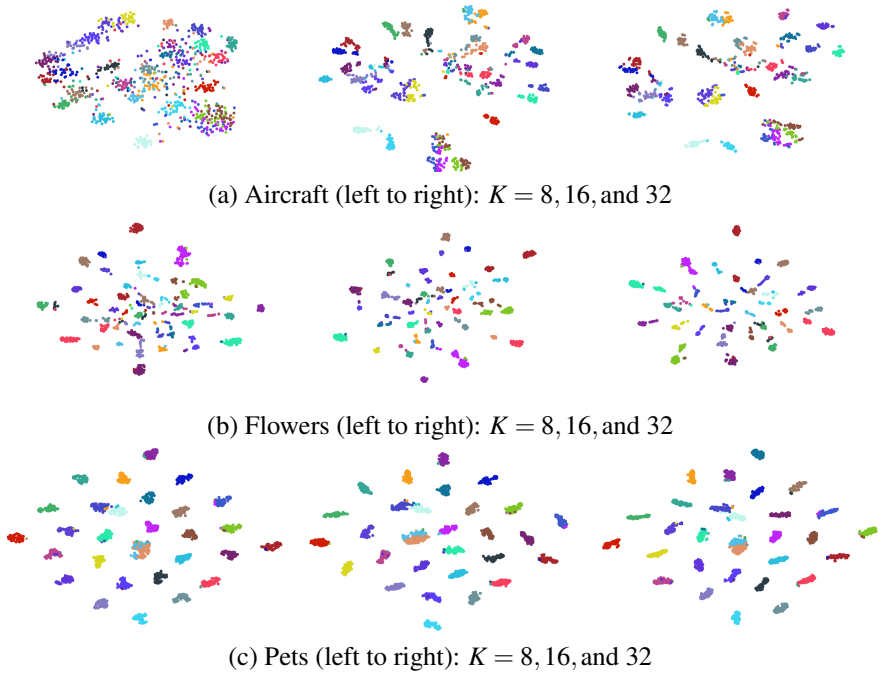 (a) Aircraft (left to right): K = 8, 16, and 32
(b) Flowers (left to right): K = 8, 16, and 32
(c) Pets (left to right): K = 8, 16, and 32